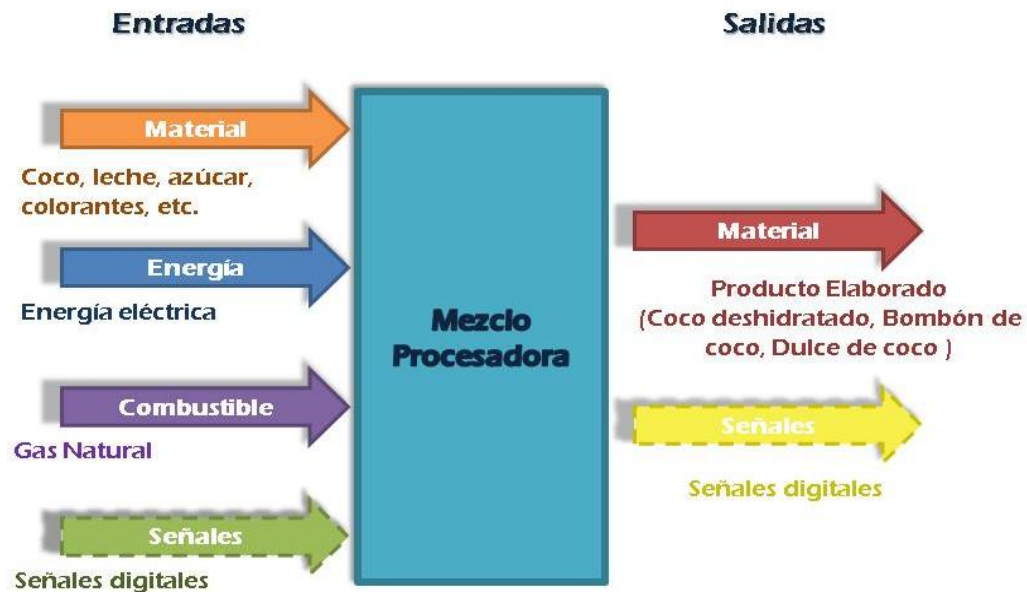 Entradas
Salidas
Material
Coco, leche, azúcar,
colorantes, etc.
Energía
Energía eléctrica
Combustible
Gas Natural
Señales
Señales digitales
Mezclo
Procesadora
Material
Producto Elaborado
(Coco deshidratado, Bombón de
coco, Dulce de coco )
Señales
Señales digitales